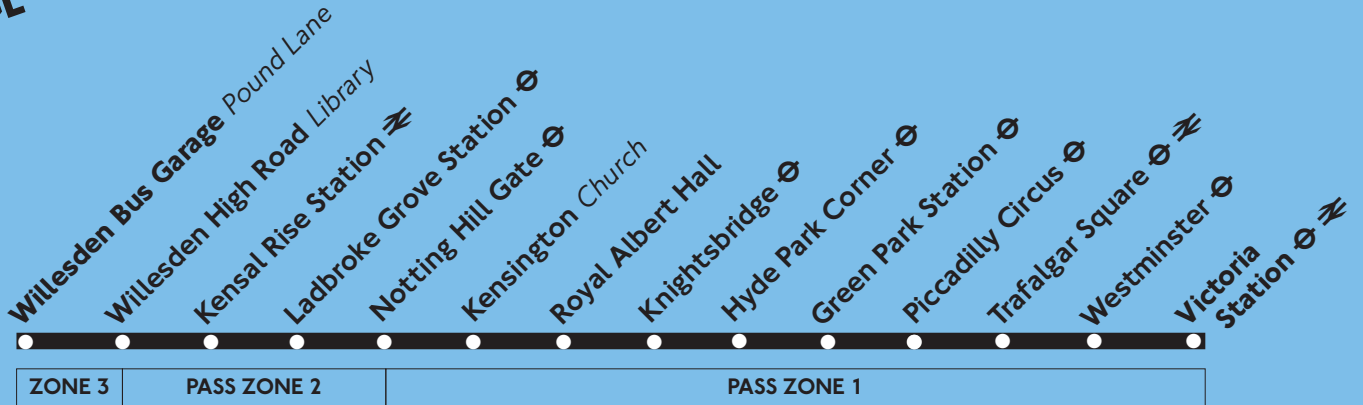 Willesden Bus Garage Pound Lane
Willesden High Road Library
Kensal Rise Station
Ladbroke Grove Station
Notting Hill Gate
Kensington Church
Royal Albert Hall
Knightsbridge
Hyde Park Corner
Green Park Station
Piccadilly Circus
Trafalgar Square
Westminster
Victoria
Station
ZONE 3
PASS ZONE 2
PASS ZONE 1